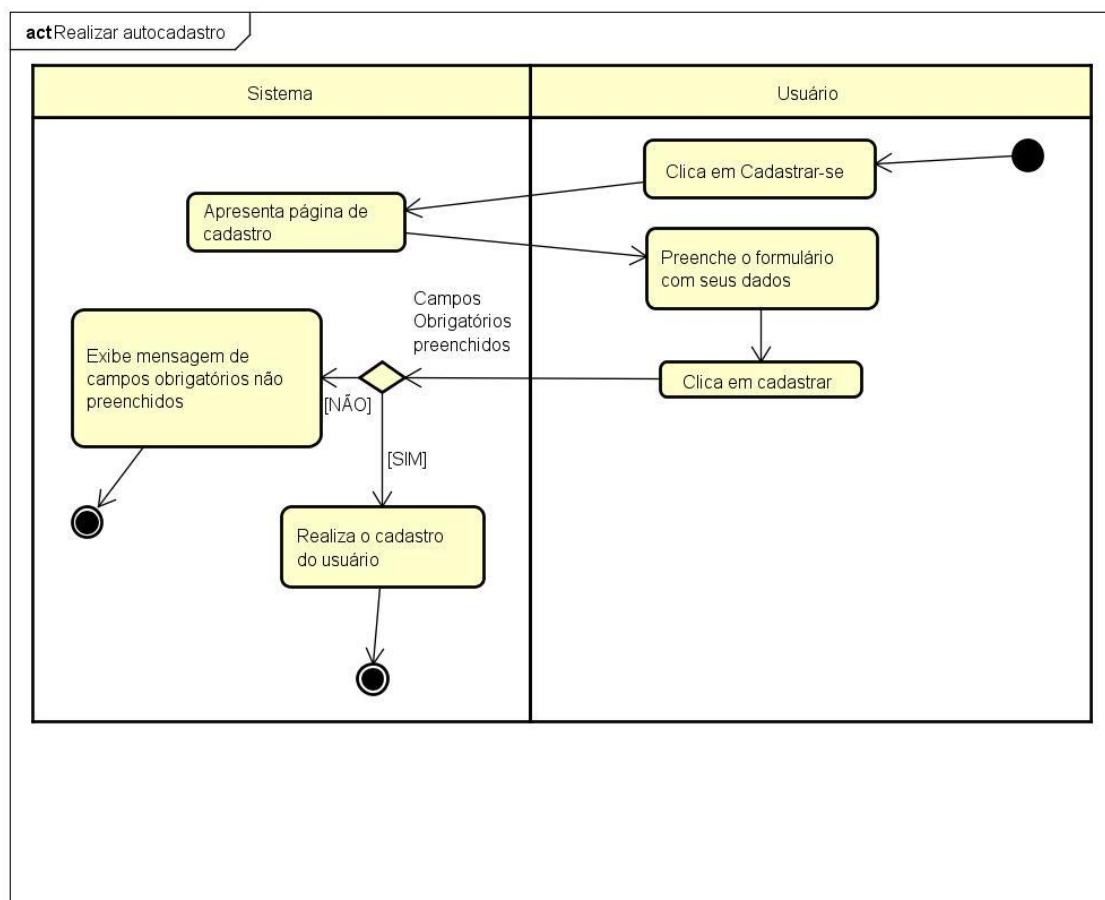 act Realizar autocadastro
Sistema
Usuário
Clica em Cadastrar-se
Apresenta página de
cadastro
Preenche o formulário
com seus dados
Campos
Obrigatórios
preenchidos
Exibe mensagem de
campos obrigatórios não
preenchidos
Clica em cadastrar
[NÃO]
[SIM]
Realiza o cadastro
do usuário